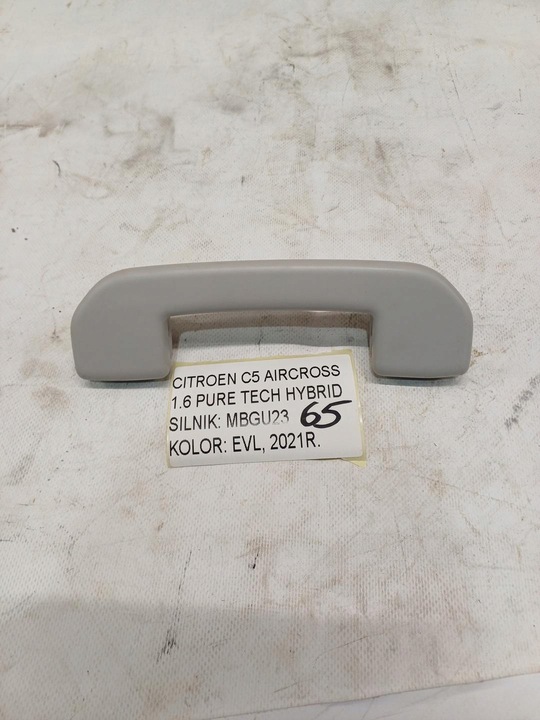 CITROEN C5 AIRCROSS
1.6 PURE TECH HYBRID
SILNIK: MBGU23 65
KOLOR: EVL, 2021R.